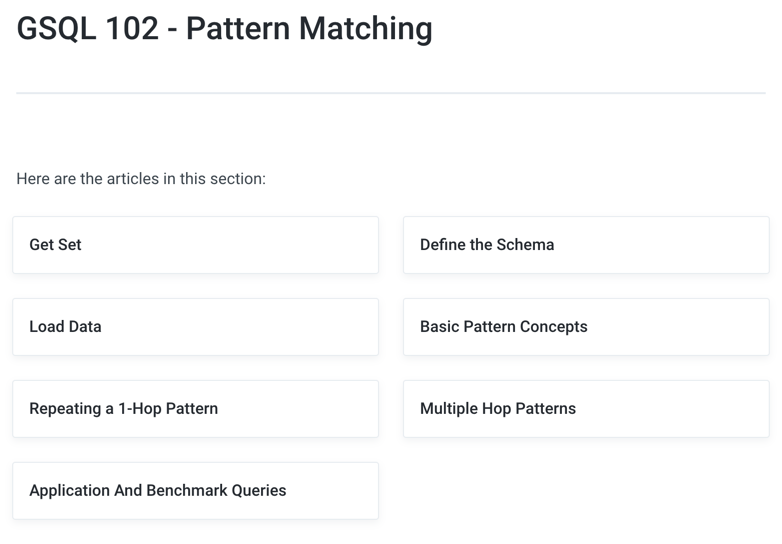 GSQL 102 - Pattern Matching
Here are the articles in this section:
Get Set
Define the Schema
Load Data
Basic Pattern Concepts
Repeating a 1-Hop Pattern
Multiple Hop Patterns
Application And Benchmark Queries